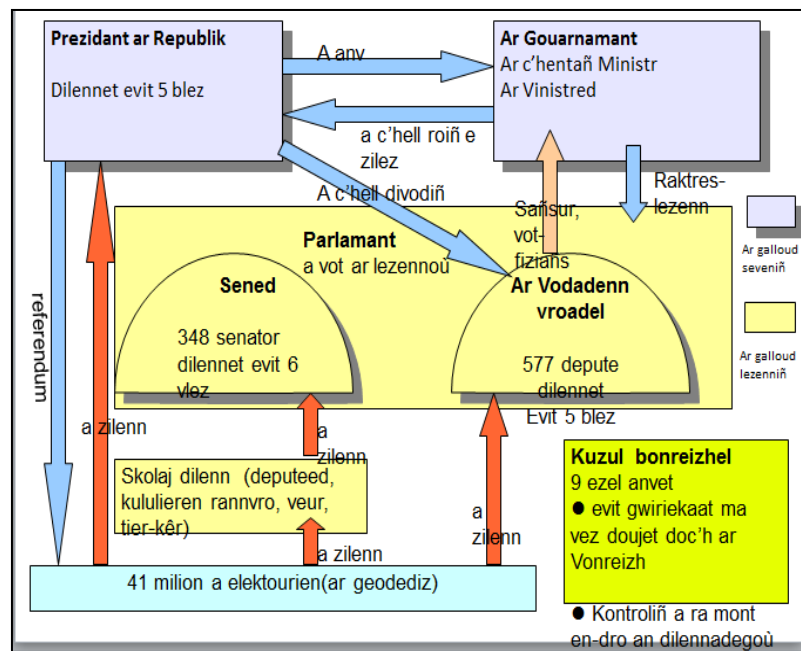 Prezidant ar Republik
Dilennet evit 5 blez
A anv
a c'hell roiñ e
zilez
Ar Gouarnamant
Ar c'hentañ Ministr
Ar Vinistred
A c'hell divodiñ
Sañsur,
vot-
fizians
Raktres-
lezenn
Parlamant
a vot ar lezennoù
Sened
348 senator
dilennet evit 6
vlez
Ar Vodadenn
vroadel
577 depute
dilennet
Evit 5 blez
Ar galloud
seveniñ
Ar galloud
lezenniñ
referendum
a zilenn
a
zilenn
Skolaj dilenn (deputeed,
kululieren rannvro, veur,
tier-kêr)
a zilenn
a
zilenn
41 milion a elektourien(ar geodediz)
Kuzul bonreizhel
9 ezel anvet
● evit gwiriekaat ma
vez doujet doc'h ar
Vonreizh
● Kontroliñ a ra mont
en-dro an dilennadegoù